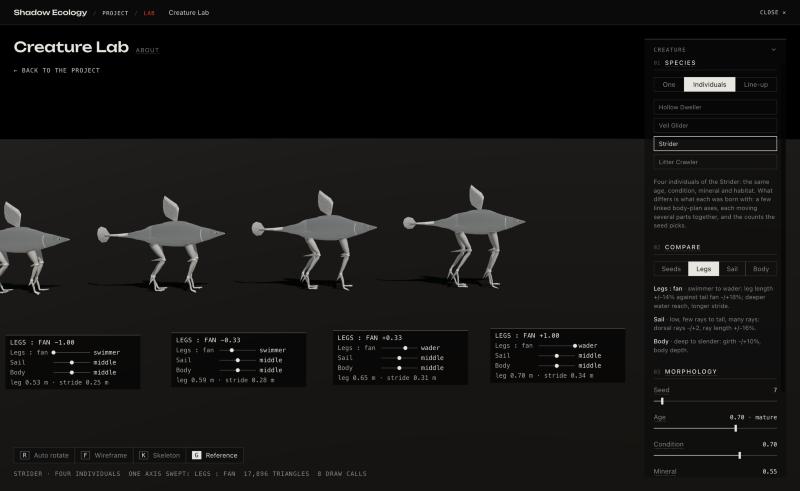 Shadow Ecology / PROJECT / LAB Creature Lab
CLOSE ×
Creature Lab ABOUT
← BACK TO THE PROJECT
CREATURE
01 SPECIES
One Individuals Line-up
Hollow Dweller
Veil Glider
Strider
Litter Crawler
Four individuals of the Strider: the same
age, condition, mineral and habitat. What
differs is what each was born with: a few
linked body-plan axes, each moving
several parts together, and the counts the
seed picks.
02 COMPARE
Seeds Legs Sail Body
Legs : fan · swimmer to wader: leg length
+/-14% against tail fan -/+18%; deeper
water reach, longer stride.
Sail · low, few rays to tall, many rays:
dorsal rays -/+2, ray length +/-16%.
Body · deep to slender: girth -/+10%,
body depth.
03 MORPHOLOGY
Seed 7
Age 0.70 · mature
Condition 0.70
Mineral 0.55
LEGS : FAN −1.00
Legs : fan swimmer
Sail middle
Body middle
leg 0.53 m · stride 0.25 m
LEGS : FAN −0.33
Legs : fan swimmer
Sail middle
Body middle
leg 0.59 m · stride 0.28 m
LEGS : FAN +0.33
Legs : fan wader
Sail middle
Body middle
leg 0.65 m · stride 0.31 m
LEGS : FAN +1.00
Legs : fan wader
Sail middle
Body middle
leg 0.70 m · stride 0.34 m
R Auto rotate F Wireframe K Skeleton G Reference
STRIDER · FOUR INDIVIDUALS ONE AXIS SWEPT: LEGS : FAN 17,896 TRIANGLES 8 DRAW CALLS